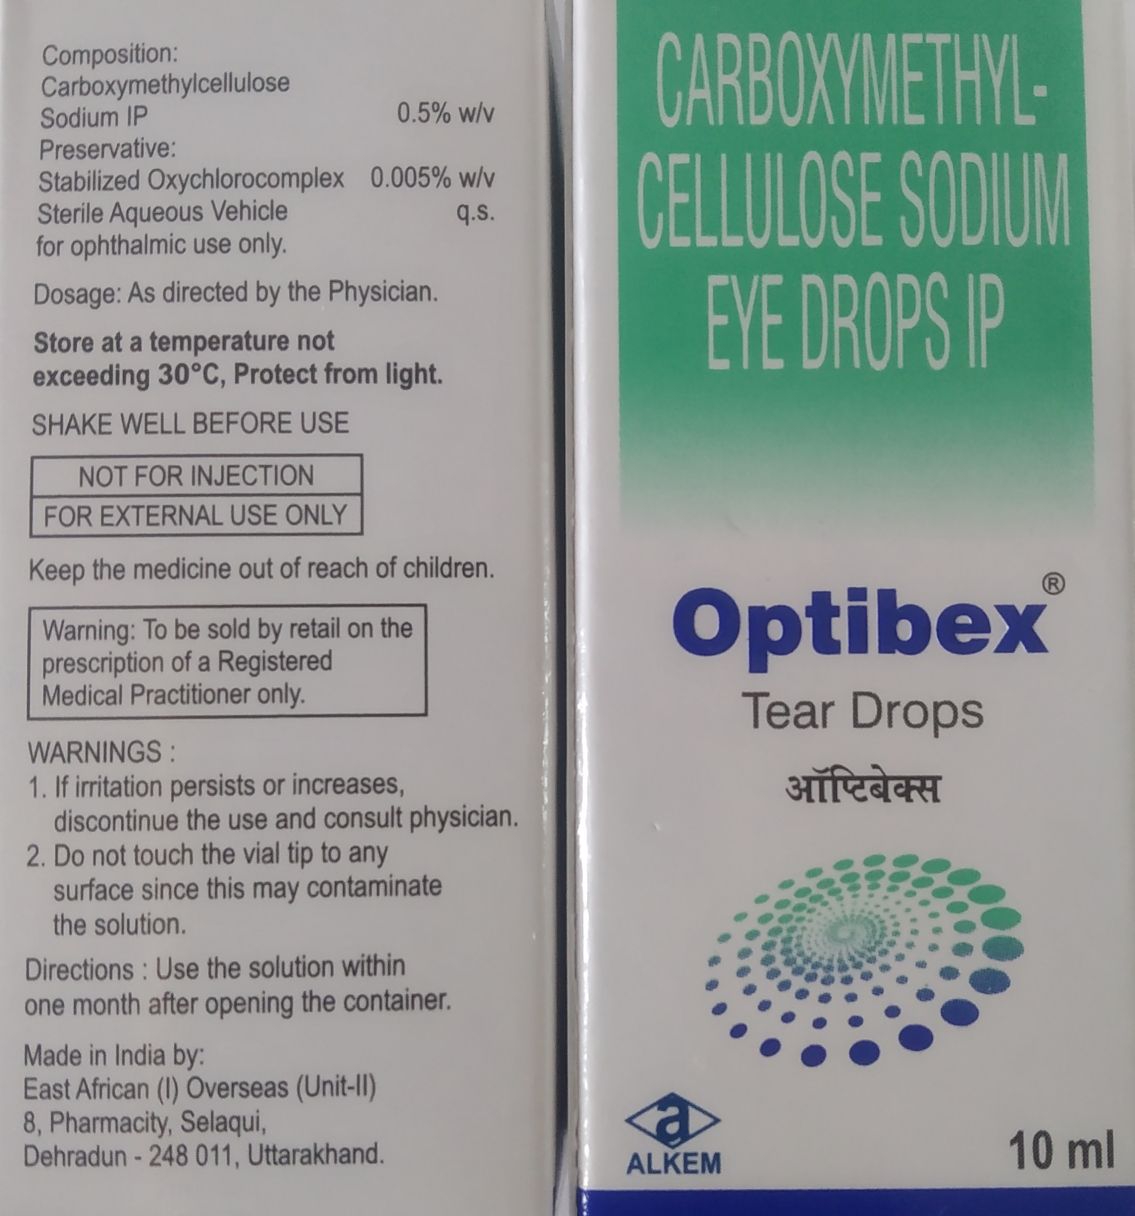 Composition:
Carboxymethylcellulose
Sodium IP 0.5% w/v
Preservative:
Stabilized Oxychlorocomplex 0.005% w/v
Sterile Aqueous Vehicle q.s.
for ophthalmic use only.
Dosage: As directed by the Physician.
Store at a temperature not
exceeding 30°C, Protect from light.
SHAKE WELL BEFORE USE
NOT FOR INJECTION
FOR EXTERNAL USE ONLY
Keep the medicine out of reach of children.
Warning: To be sold by retail on the
prescription of a Registered
Medical Practitioner only.
WARNINGS :
1. If irritation persists or increases,
discontinue the use and consult physician.
2. Do not touch the vial tip to any
surface since this may contaminate
the solution.
Directions : Use the solution within
one month after opening the container.
Made in India by:
East African (I) Overseas (Unit-II)
8, Pharmacity, Selaqui,
Dehradun - 248 011, Uttarakhand.
CARBOXYMETHYL-
CELLULOSE SODIUM
EYE DROPS IP
Optibex®
Tear Drops
ऑप्टिबेक्स
a
ALKEM
10 ml